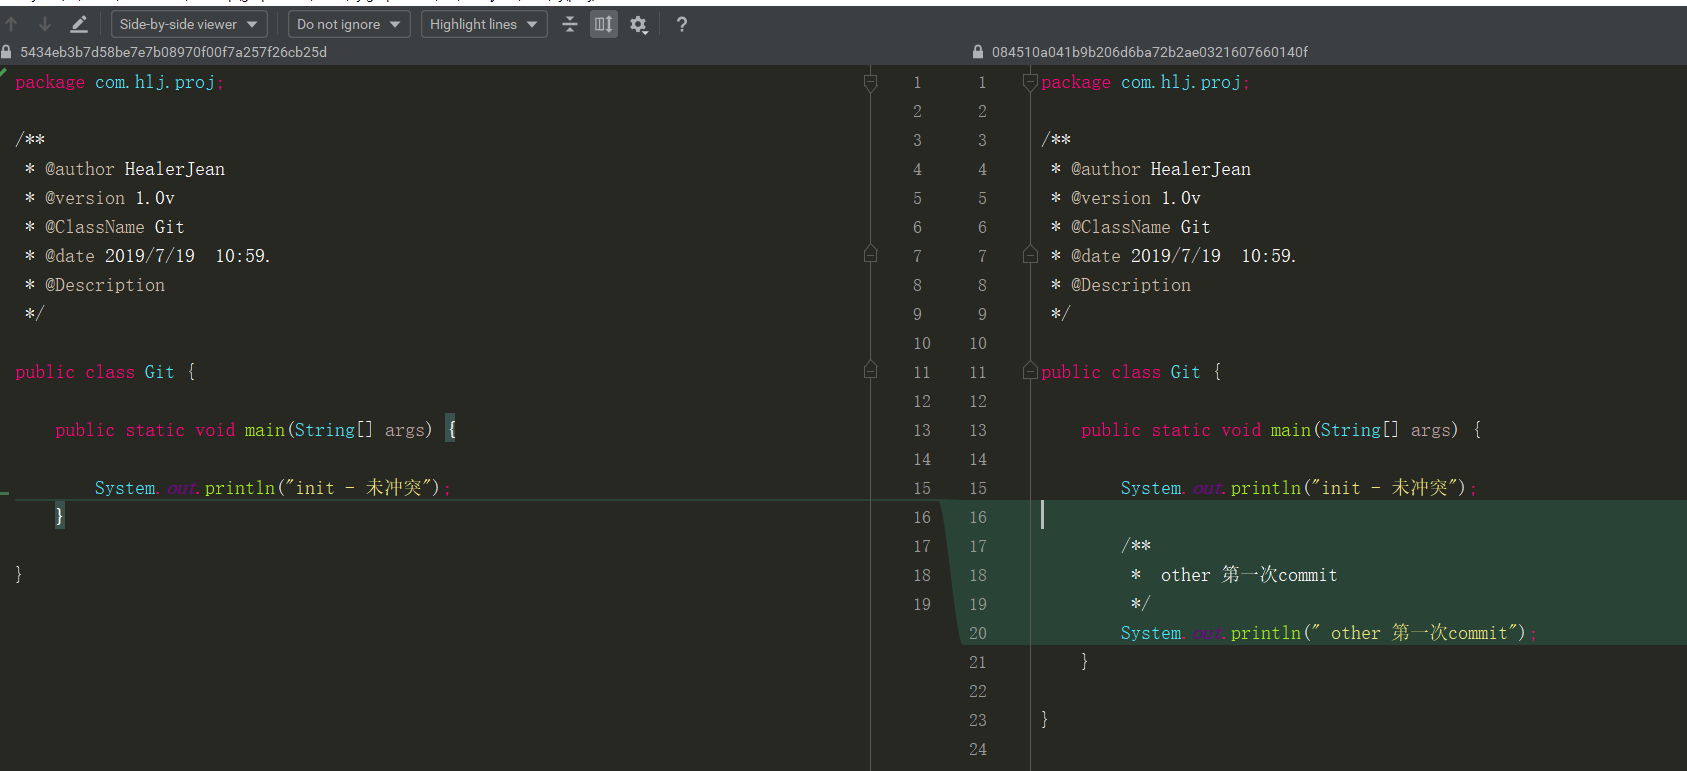 Side-by-side viewer Do not ignore Highlight lines ?
5434eb3b7d58be7e7b08970f00f7a257f26cb25d
package com.hlj.proj;
/**
* @author HealerJean
* @version 1.0v
* @ClassName Git
* @date 2019/7/19  10:59.
* @Description
*/
public class Git {
public static void main(String[] args) {
System.out.println("init - 未冲突");
}
}
1
2
3
4
5
6
7
8
9
10
11
12
13
14
15
16
17
18
19
084510a041b9b206d6ba72b2ae0321607660140f
1 package com.hlj.proj;
2
3 /**
4 * @author HealerJean
5 * @version 1.0v
6 * @ClassName Git
7 * @date 2019/7/19  10:59.
8 * @Description
9 */
10
11 public class Git {
12
13 public static void main(String[] args) {
14
15 System.out.println("init - 未冲突");
16
17 /**
18 *  other 第一次commit
19 */
20 System.out.println(" other 第一次commit");
21 }
22
23 }
24